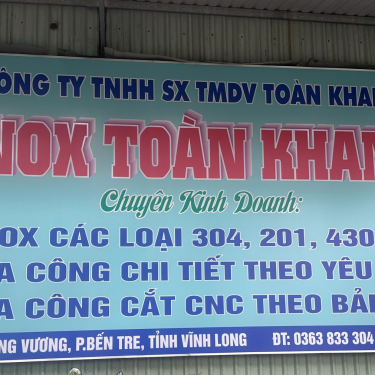 ÔNG TY TNHH SX TMDV TOÀN KHA
NOX TOÀN KHAN
Chuyên Kinh Doanh:
OX CÁC LOẠI 304, 201, 430
A CÔNG CHI TIẾT THEO YÊU
A CÔNG CẮT CNC THEO BẢ
NG VƯƠNG, P.BẾN TRE, TỈNH VĨNH LONG ĐT: 0363 833 304